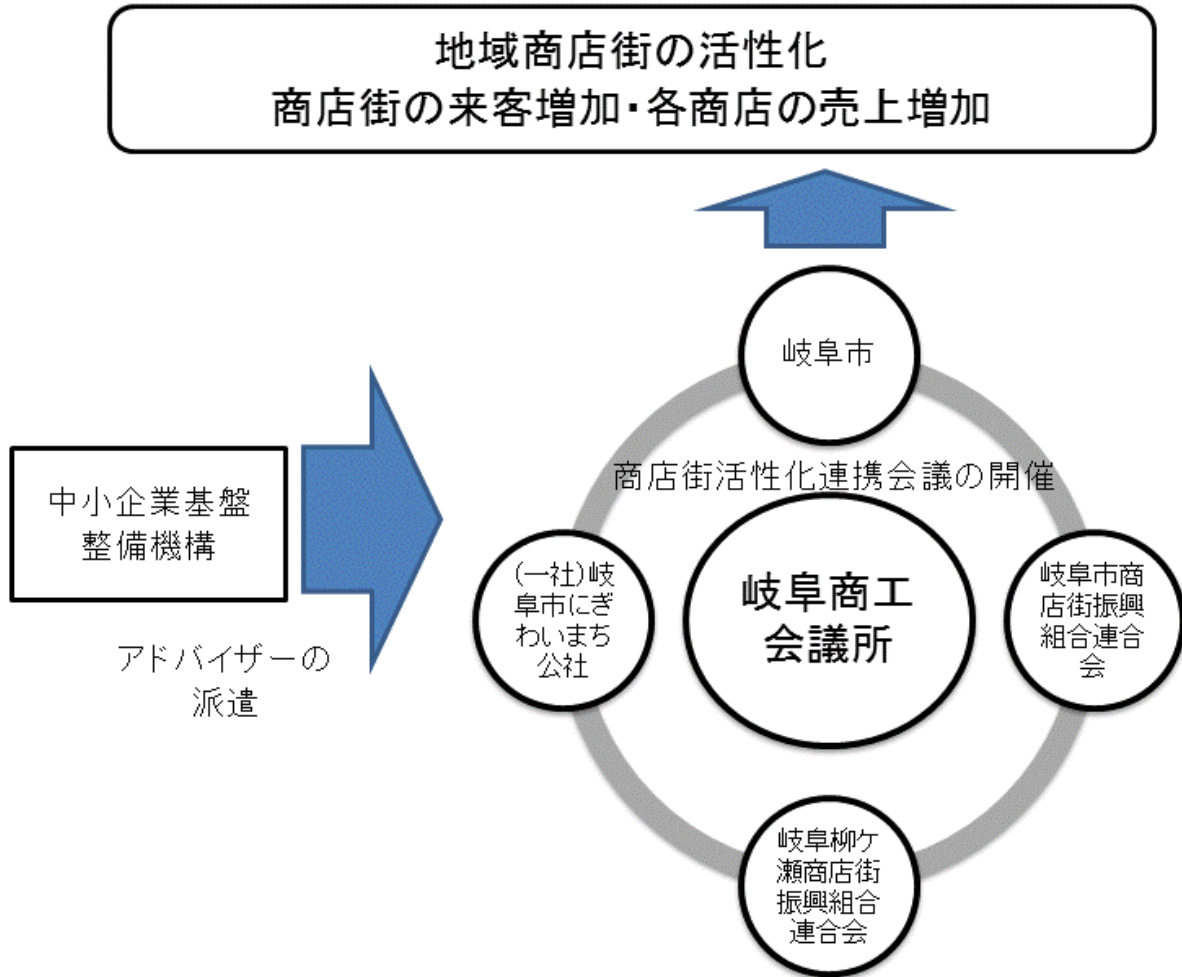 地域商店街の活性化
商店街の来客増加・各商店の売上増加
岐阜市
商店街活性化連携会議の開催
中小企業基盤
整備機構
アドバイザーの
派遣
(一社)岐
阜市にぎ
わいまち
公社
岐阜商工
会議所
岐阜市商
店街振興
組合連合
会
岐阜柳ケ
瀬商店街
振興組合
連合会